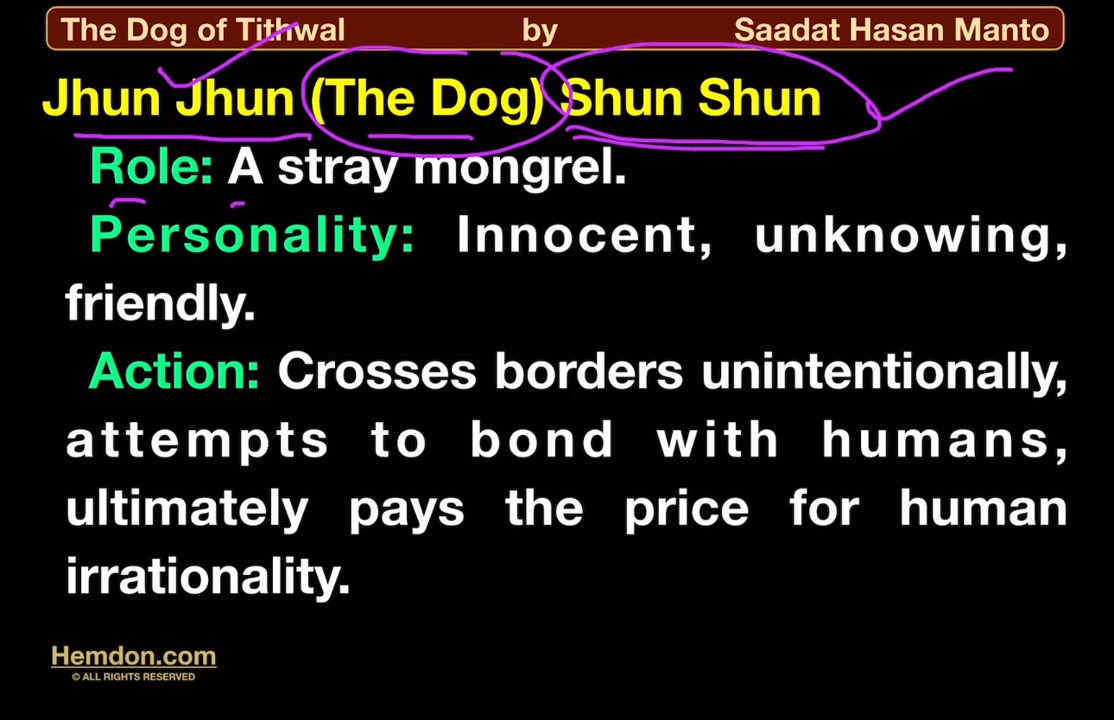 The Dog of Tithwal by Saadat Hasan Manto
Jhun Jhun (The Dog) Shun Shun
Role: A stray mongrel.
Personality: Innocent, unknowing,
friendly.
Action: Crosses borders unintentionally,
attempts to bond with humans,
ultimately pays the price for human
irrationality.
Hemdon.com
© ALL RIGHTS RESERVED